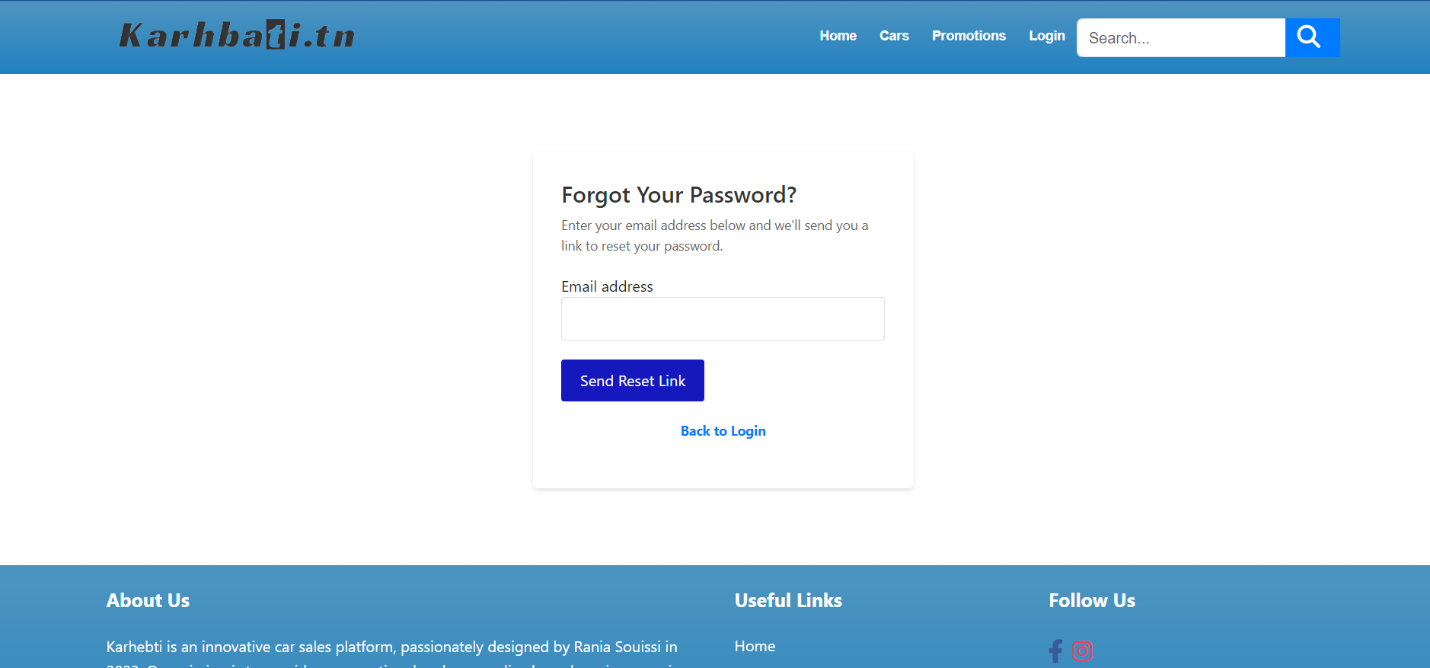 Karhbati.tn
Home Cars Promotions Login Search...
Forgot Your Password?
Enter your email address below and we'll send you a
link to reset your password.
Email address
Send Reset Link
Back to Login
About Us
Useful Links
Follow Us
Karhebti is an innovative car sales platform, passionately designed by Rania Souissi in
Home